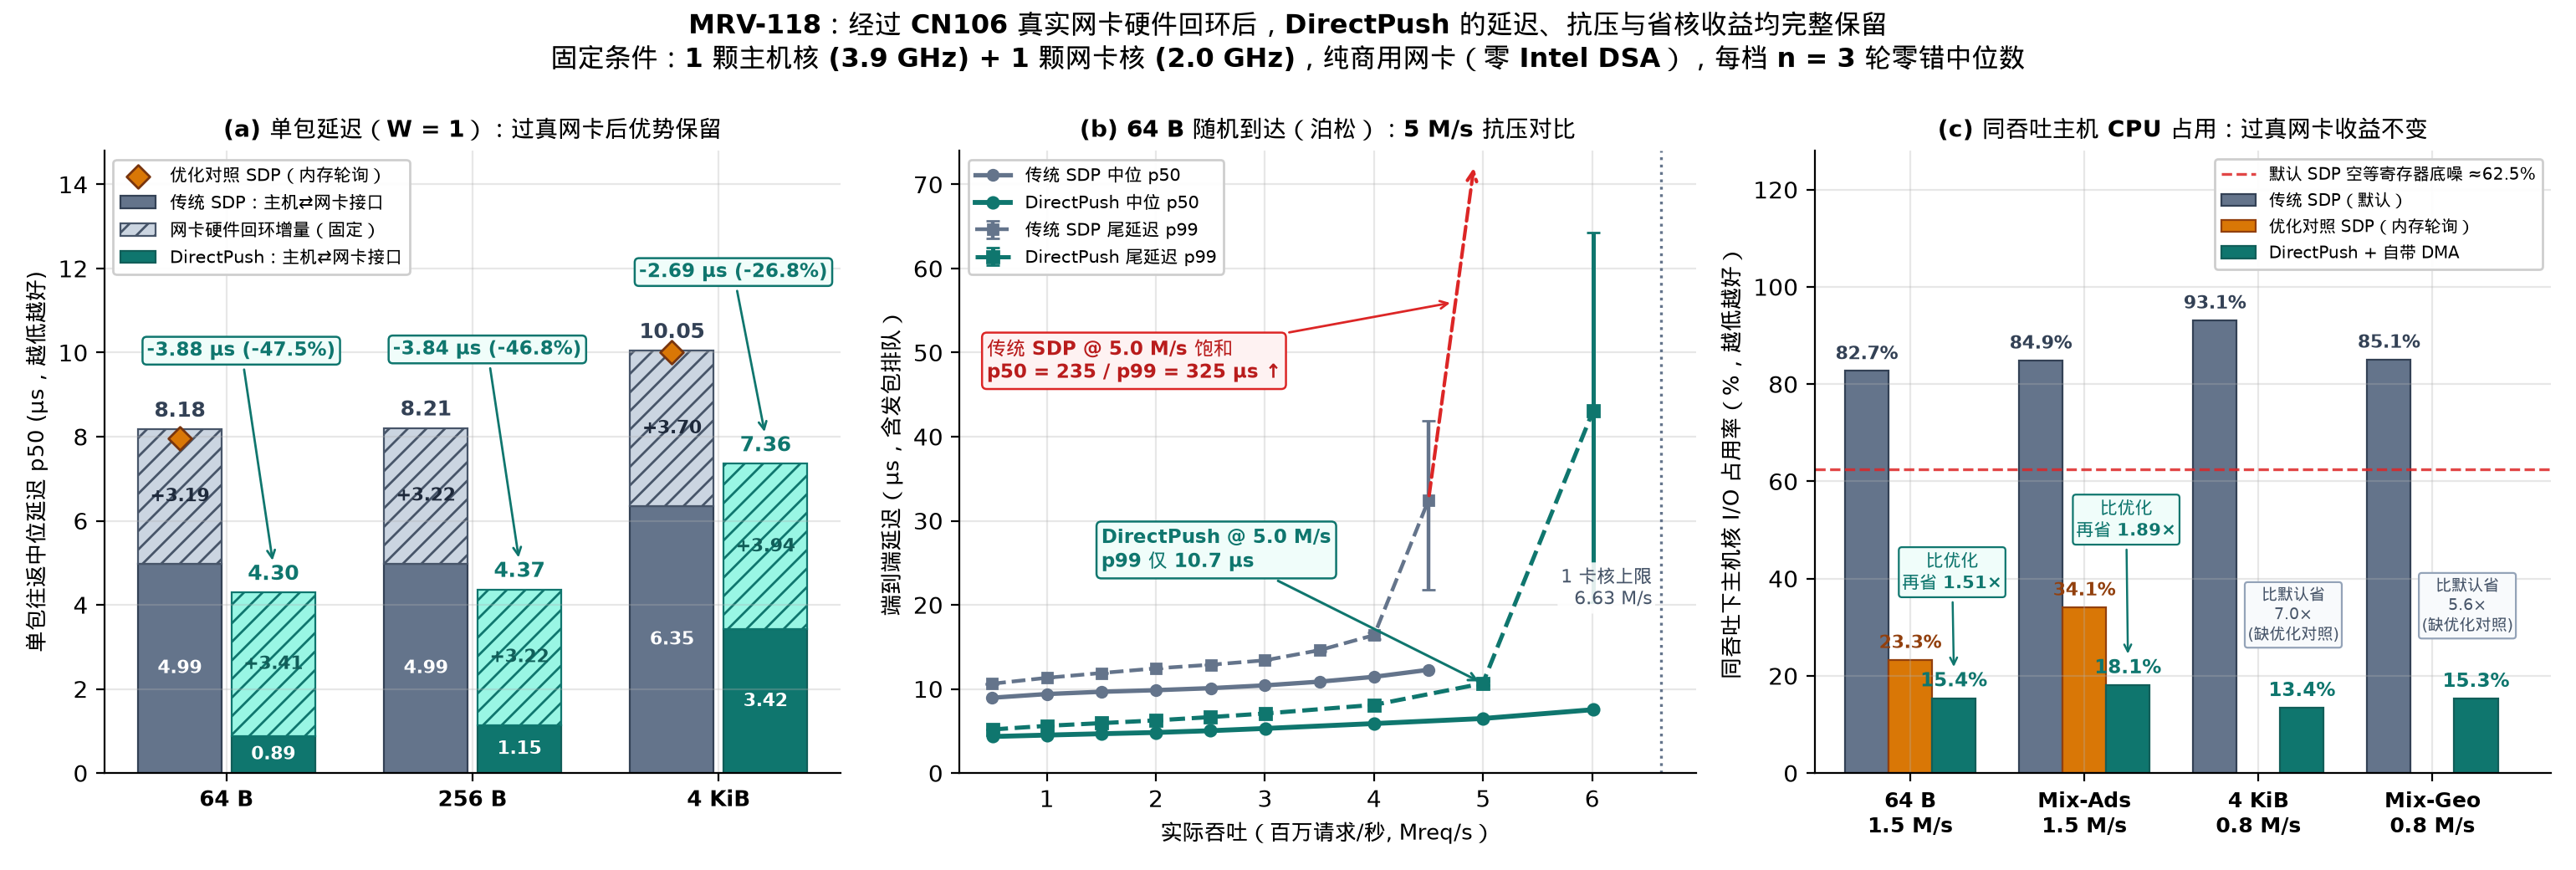 MRV-118：经过 CN106 真实网卡硬件回环后，DirectPush 的延迟、抗压与省核收益均完整保留
固定条件：1 颗主机核 (3.9 GHz) + 1 颗网卡核 (2.0 GHz)，纯商用网卡（零 Intel DSA），每档 n = 3 轮零错中位数
(a) 单包延迟（W = 1）：过真网卡后优势保留
单包往返中位延迟 p50 (μs，越低越好)
14
12
10
8
6
4
2
0
优化对照 SDP（内存轮询）
传统 SDP：主机⇄网卡接口
网卡硬件回环增量（固定）
DirectPush：主机⇄网卡接口
-2.69 μs (-26.8%)
-3.88 μs (-47.5%)
-3.84 μs (-46.8%)
10.05
8.18
8.21
7.36
+3.19
+3.22
+3.70
+3.94
4.30
4.37
+3.41
+3.22
4.99
4.99
6.35
3.42
0.89
1.15
64 B
256 B
4 KiB
(b) 64 B 随机到达（泊松）：5 M/s 抗压对比
端到端延迟（μs，含发包排队）
70
60
50
40
30
20
10
0
传统 SDP 中位 p50
DirectPush 中位 p50
传统 SDP 尾延迟 p99
DirectPush 尾延迟 p99
传统 SDP @ 5.0 M/s 饱和
p50 = 235 / p99 = 325 μs ↑
DirectPush @ 5.0 M/s
p99 仅 10.7 μs
1 卡核上限
6.63 M/s
1
2
3
4
5
6
实际吞吐（百万请求/秒, Mreq/s）
(c) 同吞吐主机 CPU 占用：过真网卡收益不变
同吞吐下主机核 I/O 占用率（%，越低越好）
120
100
80
60
40
20
0
默认 SDP 空等寄存器底噪 ≈62.5%
传统 SDP（默认）
优化对照 SDP（内存轮询）
DirectPush + 自带 DMA
82.7%
84.9%
93.1%
85.1%
比优化
再省 1.51×
比优化
再省 1.89×
比默认省
7.0×
(缺优化对照)
比默认省
5.6×
(缺优化对照)
23.3%
15.4%
34.1%
18.1%
13.4%
15.3%
64 B
1.5 M/s
Mix-Ads
1.5 M/s
4 KiB
0.8 M/s
Mix-Geo
0.8 M/s